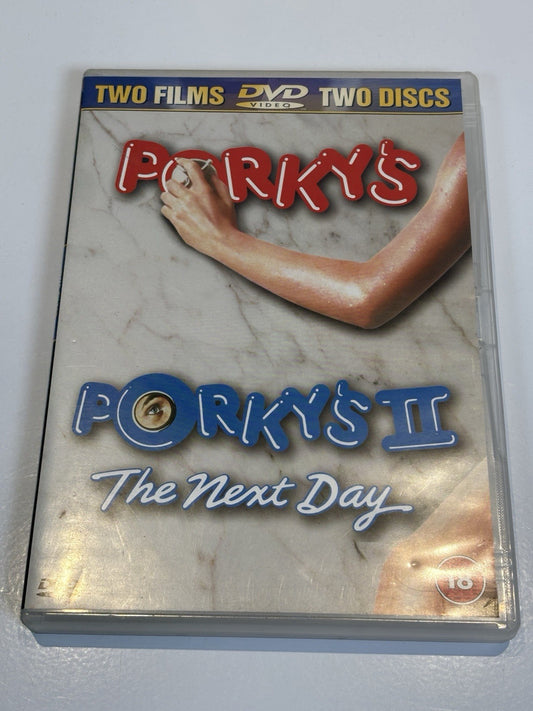 TWO FILMS DVD VIDEO TWO DISCS
PORKY'S
PORKY'S II
The Next Day
18